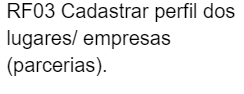 RF03 Cadastrar perfil dos
lugares/ empresas
(parcerias).